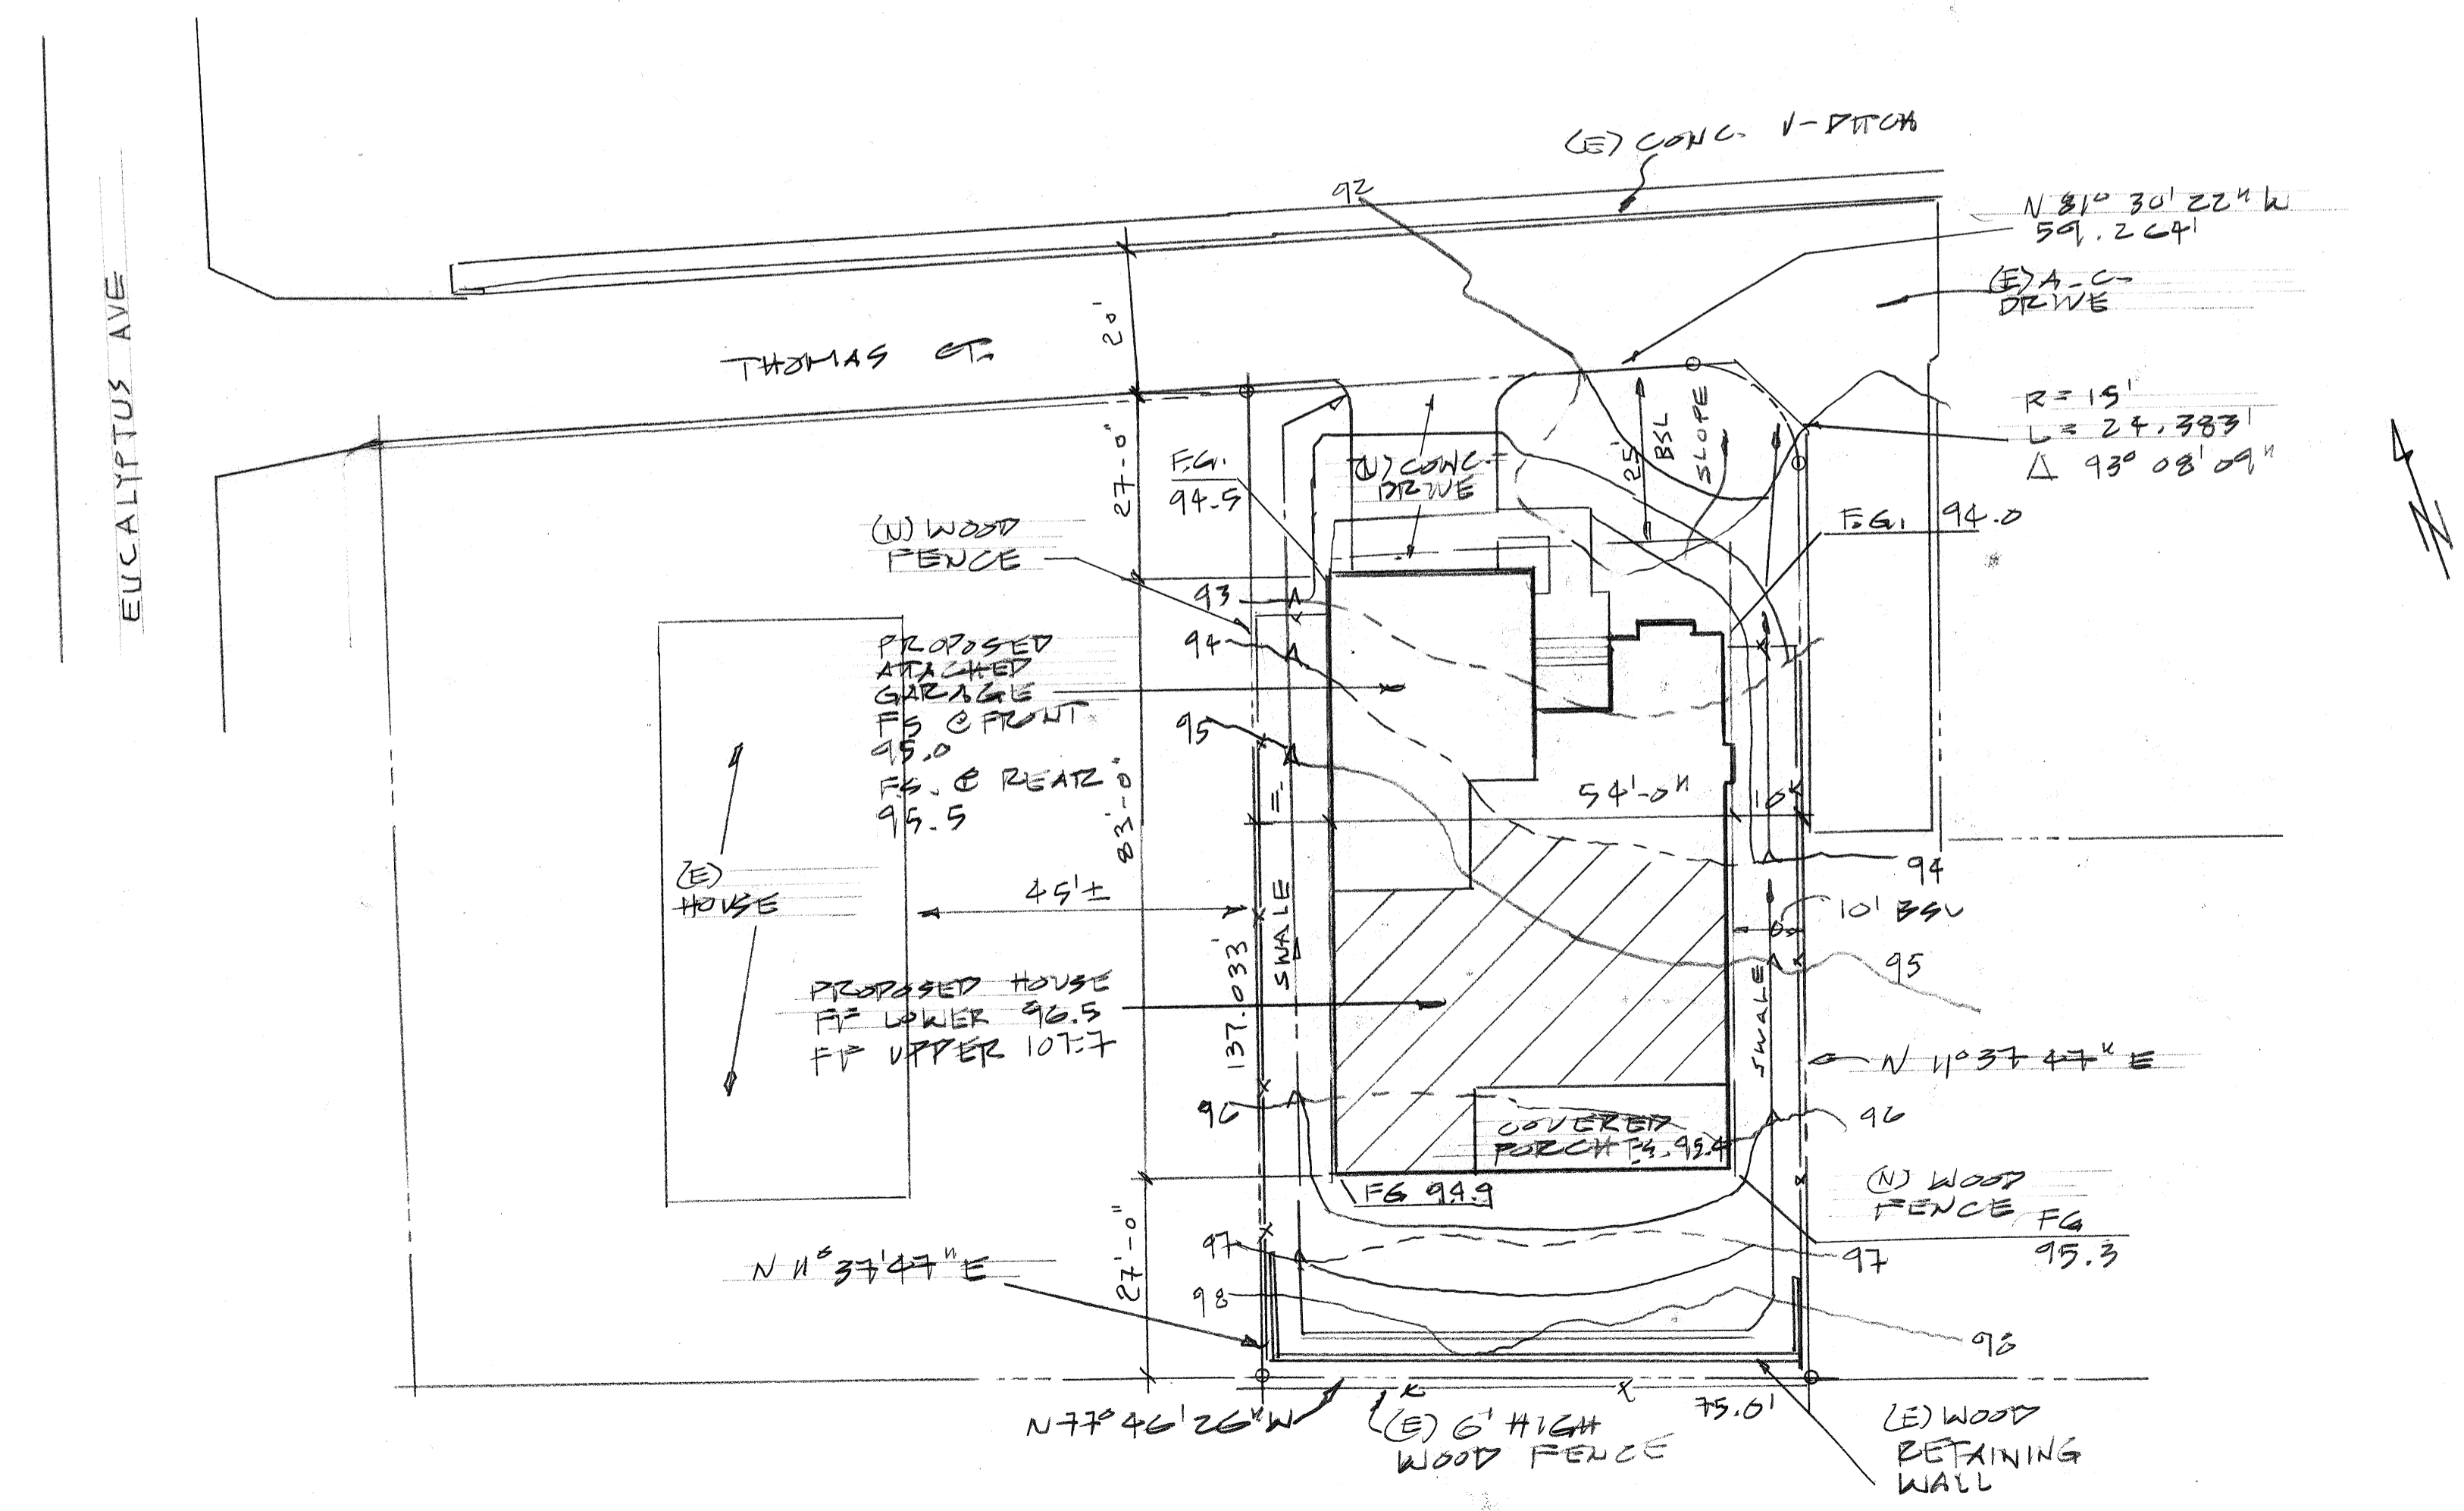 EUCALYPTUS AVE
THOMAS CT.
(E) CONC. V-DITCH
92
N 81° 30' 22" W
59.264'
(E) A.C.
DRIVE
R = 15'
L = 24.383'
Δ 93° 08' 09"
20'
27'-0"
83'-0"
27'-0"
F.G.
94.5
(N) CONC.
DRIVE
25'
BSL
SLOPE
F.G. 94.0
(N) WOOD
FENCE
93
94
95
PROPOSED
ATACHED
GARAGE
FS @ FRONT
95.0
FS. @ REAR
95.5
54'-0"
(E)
HOUSE
45'±
137.033'
SWALE
94
10' BSL
95
SWALE
PROPOSED HOUSE
FF LOWER 96.5
FF UPPER 107.7
N 11° 37' 47" E
96
96
COVERED
PORCH FS. 95.4
FG 94.9
(N) WOOD
FENCE
FG
95.3
97
97
98
98
N 11° 37' 47" E
N 77° 46' 26" W
(E) 6' HIGH
WOOD FENCE
75.01'
(E) WOOD
RETAINING
WALL